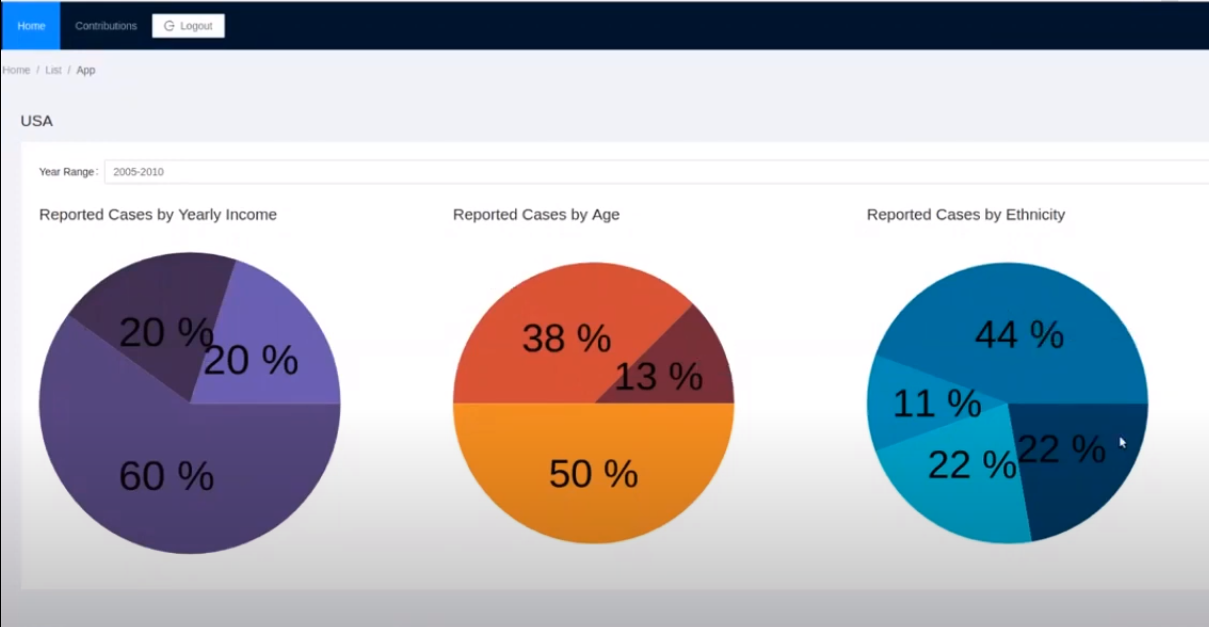 Home Contributions Logout
Home / List / App
USA
Year Range : 2005-2010
Reported Cases by Yearly Income
20 %
20 %
60 %
Reported Cases by Age
38 %
13 %
50 %
Reported Cases by Ethnicity
44 %
11 %
22 %
22 %